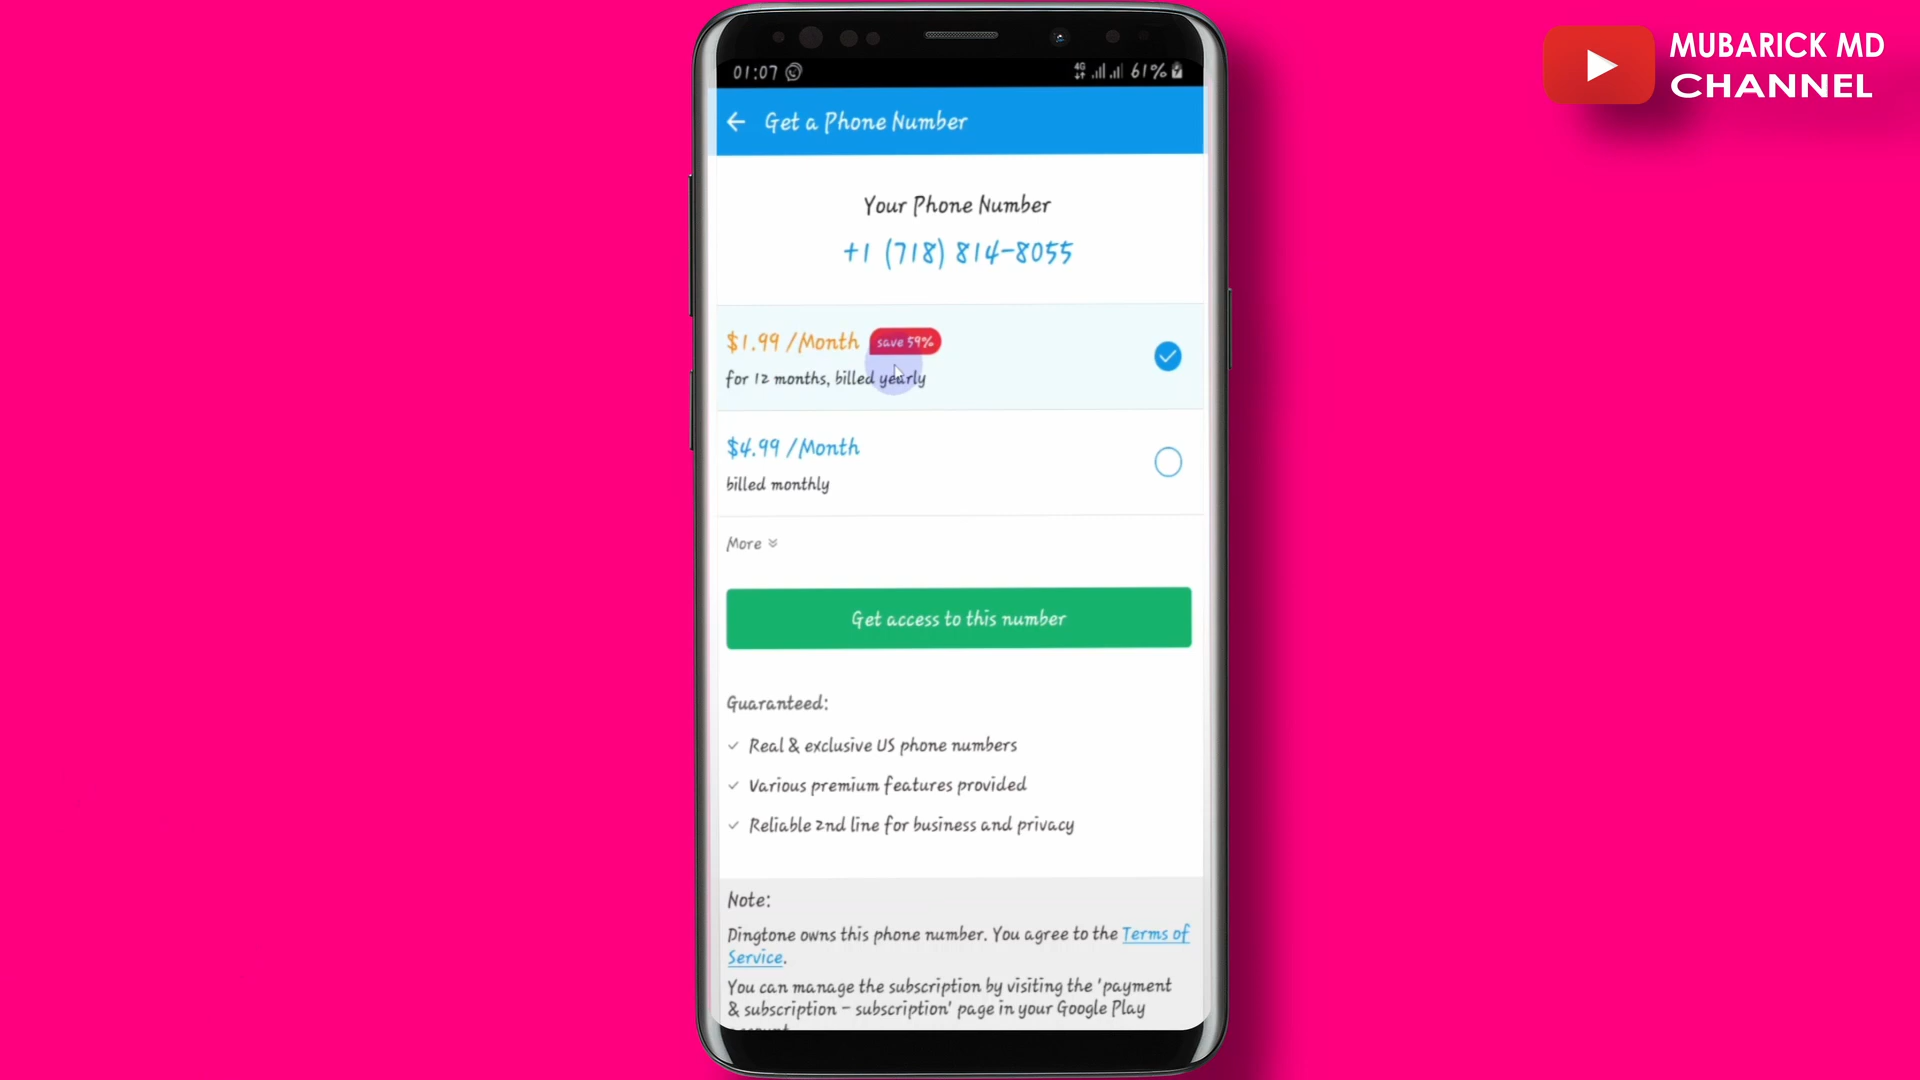 MUBARICK MD
CHANNEL
01:07
4G
61%
Get a Phone Number
Your Phone Number
+1 (718) 814-8055
$1.99 /Month save 59%
for 12 months, billed yearly
$4.99 /Month
billed monthly
More
Get access to this number
Guaranteed:
Real & exclusive US phone numbers
Various premium features provided
Reliable 2nd line for business and privacy
Note:
Dingtone owns this phone number. You agree to the Terms of
Service.
You can manage the subscription by visiting the 'payment
& subscription - subscription' page in your Google Play